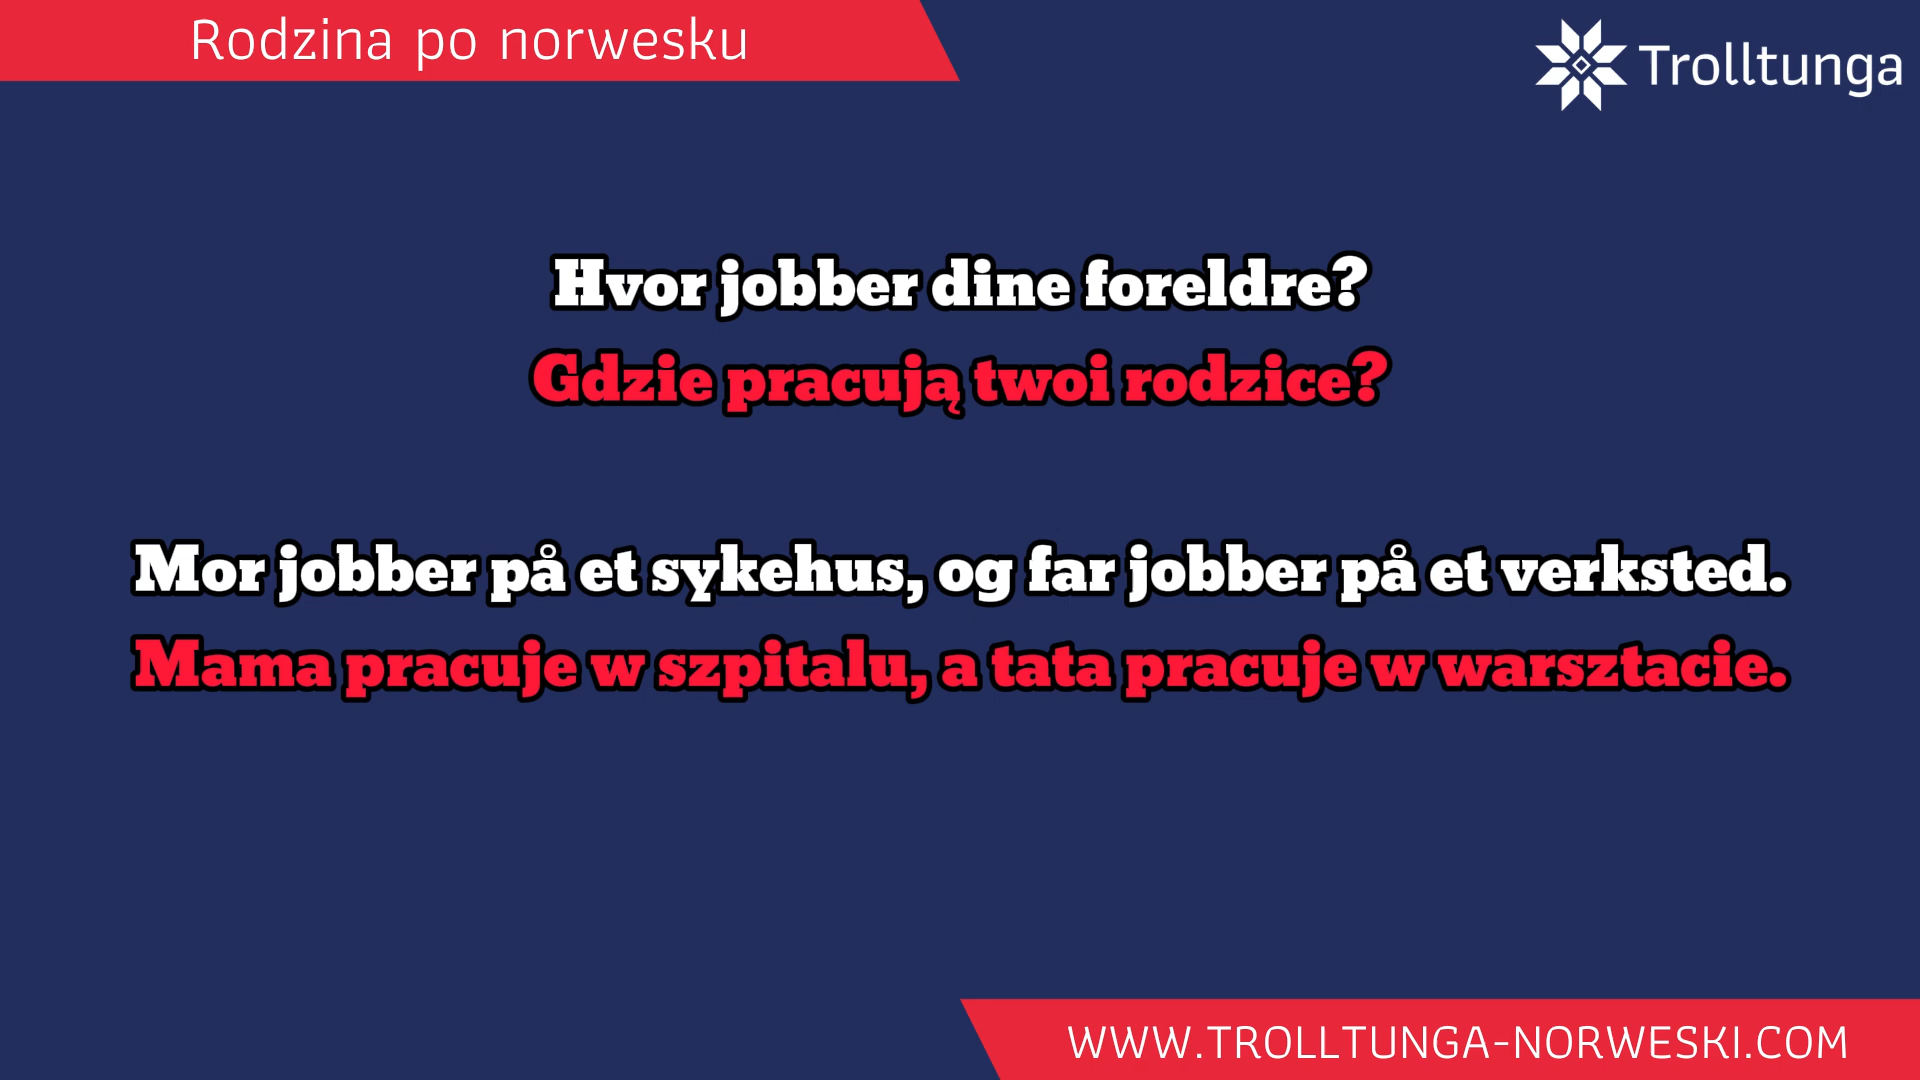 Rodzina po norwesku
Trolltunga
Hvor jobber dine foreldre?
Gdzie pracują twoi rodzice?
Mor jobber på et sykehus, og far jobber på et verksted.
Mama pracuje w szpitalu, a tata pracuje w warsztacie.
WWW.TROLLTUNGA-NORWESKI.COM